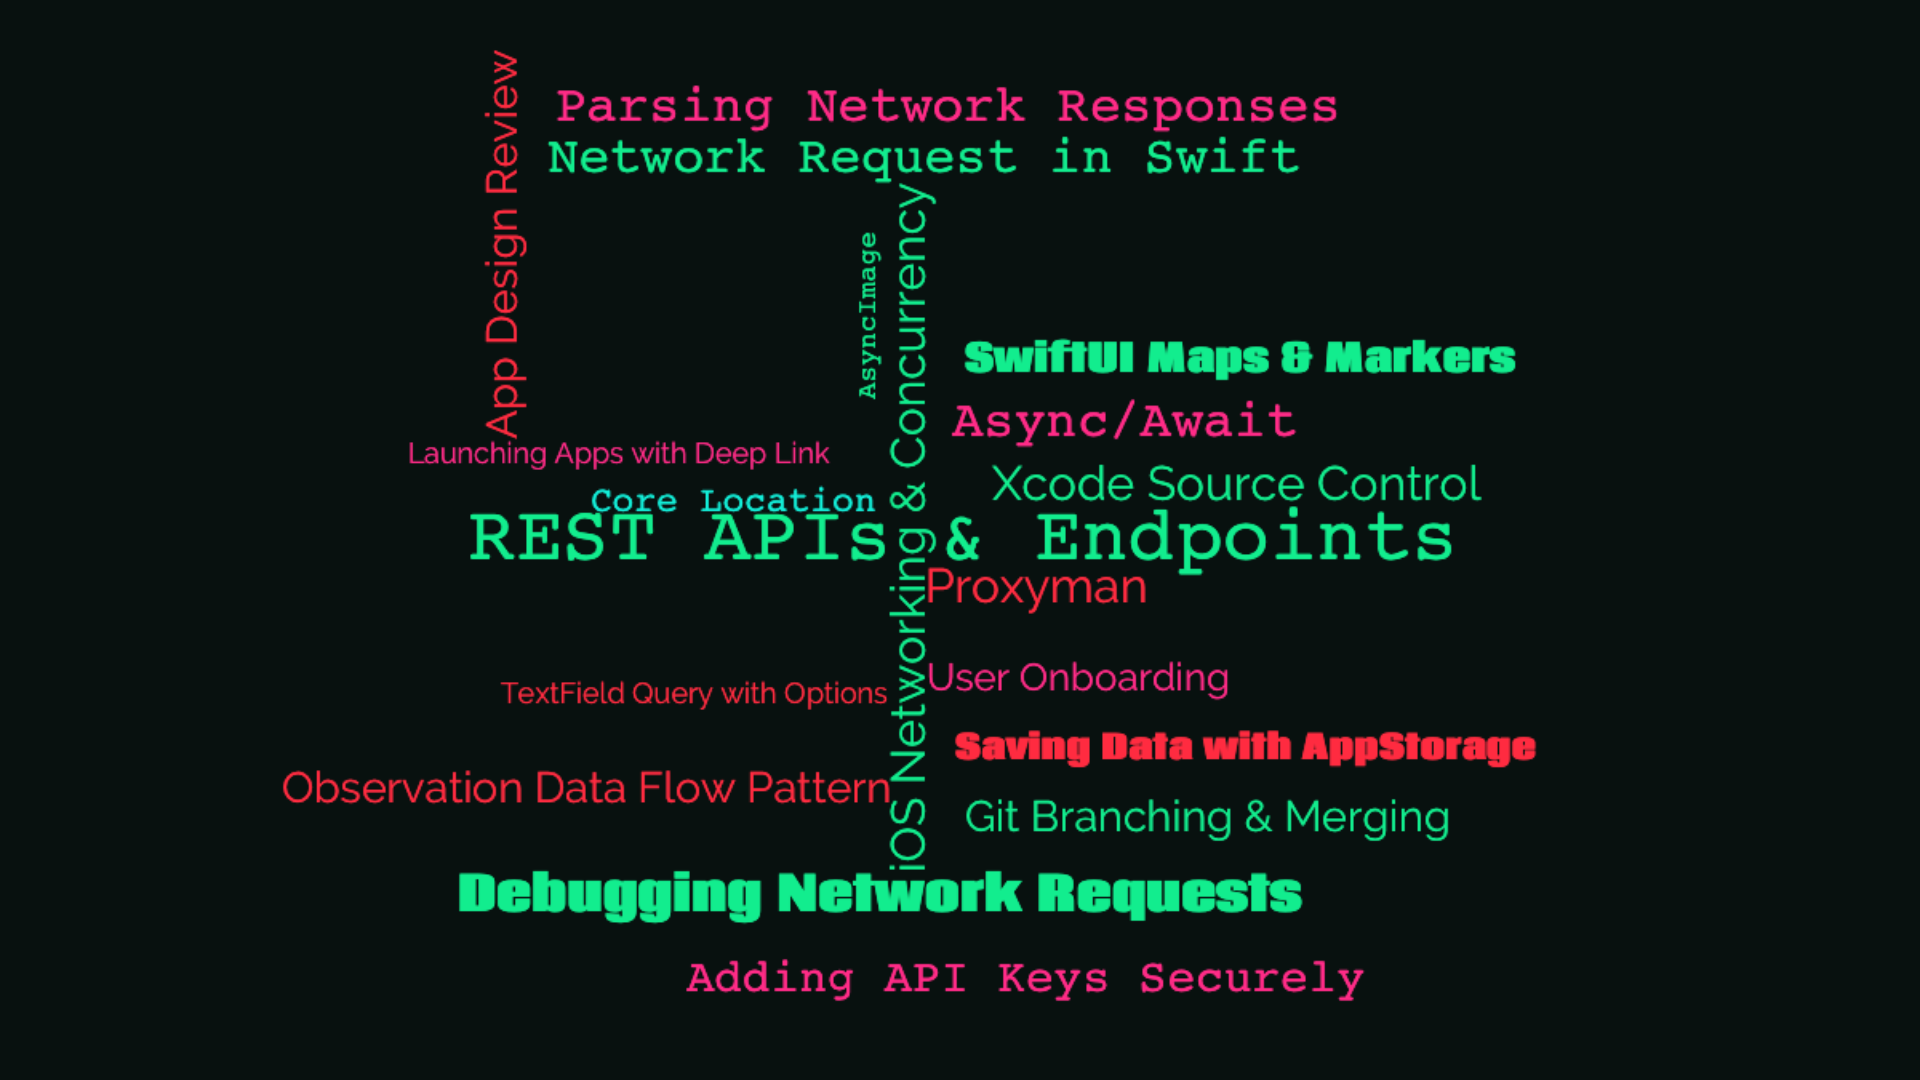 App Design Review
Parsing Network Responses
Network Request in Swift
iOS Networking & Concurrency
AsyncImage
SwiftUI Maps & Markers
Async/Await
Launching Apps with Deep Link
Xcode Source Control
Core Location
REST APIs & Endpoints
Proxyman
User Onboarding
TextField Query with Options
Saving Data with AppStorage
Observation Data Flow Pattern
Git Branching & Merging
Debugging Network Requests
Adding API Keys Securely